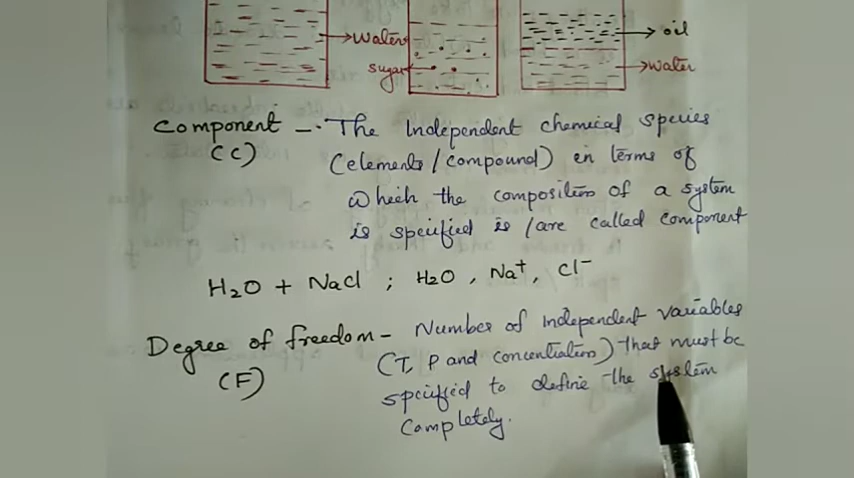 water
sugar
oil
water
Component - The Independent chemical species
(C) (elements/compound) in terms of
which the composition of a system
is specified is/are called component
H₂O + NaCl ; H₂O , Na⁺, Cl⁻
Degree of freedom - Number of independent variables
(F) (T, P and concentration) that must be
specified to define the system
completely.